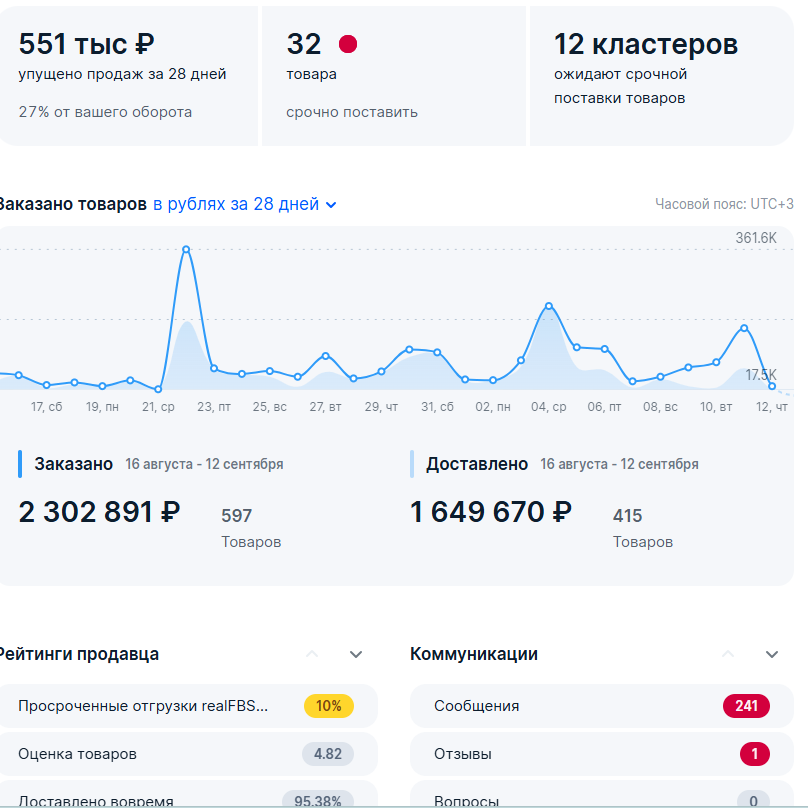 551 тыс ₽
упущено продаж за 28 дней
27% от вашего оборота
32
товара
срочно поставить
12 кластеров
ожидают срочной
поставки товаров
Заказано товаров в рублях за 28 дней
Часовой пояс: UTC+3
361.6K
17.5K
17, сб 19, пн 21, ср 23, пт 25, вс 27, вт 29, чт 31, сб 02, пн 04, ср 06, пт 08, вс 10, вт 12, чт
Заказано 16 августа - 12 сентября
2 302 891 ₽
597
Товаров
Доставлено 16 августа - 12 сентября
1 649 670 ₽
415
Товаров
Рейтинги продавца
Просроченные отгрузки realFBS... 10%
Оценка товаров 4.82
Доставлено вовремя 95.38%
Коммуникации
Сообщения 241
Отзывы 1
Вопросы 0